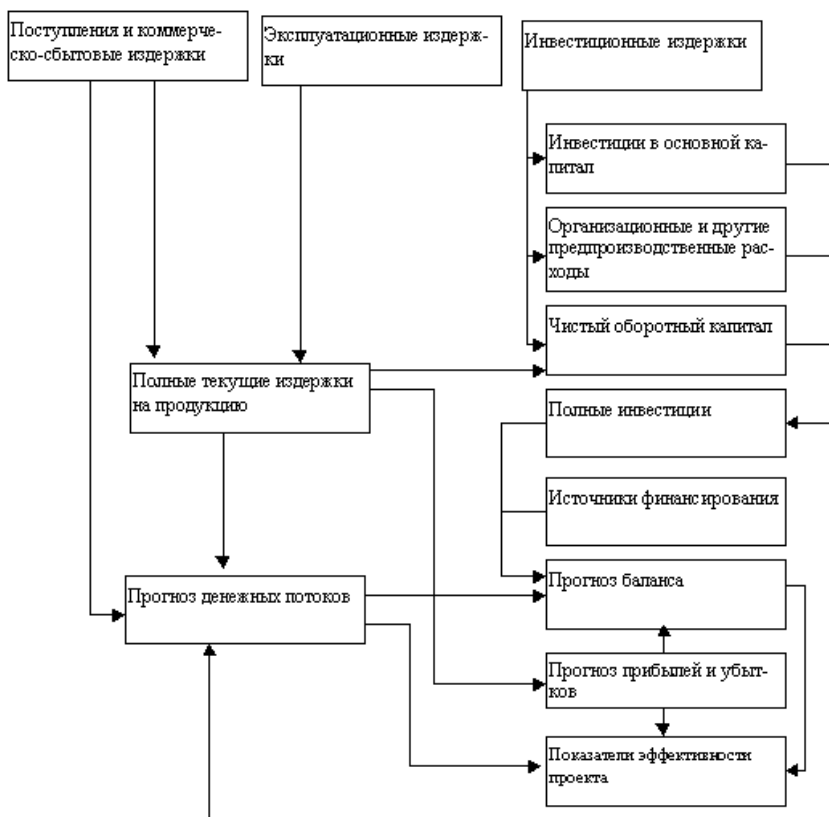 Поступления и коммерче-
ско-сбытовые издержки
Эксплуатационные издерж-
ки
Инвестиционные издержки
Инвестиции в основной ка-
питал
Организационные и другие
предпроизводственные рас-
ходы
Чистый оборотный капитал
Полные текущие издержки
на продукцию
Полные инвестиции
Источники финансирования
Прогноз денежных потоков
Прогноз баланса
Прогноз прибылей и убыт-
ков
Показатели эффективности
проекта